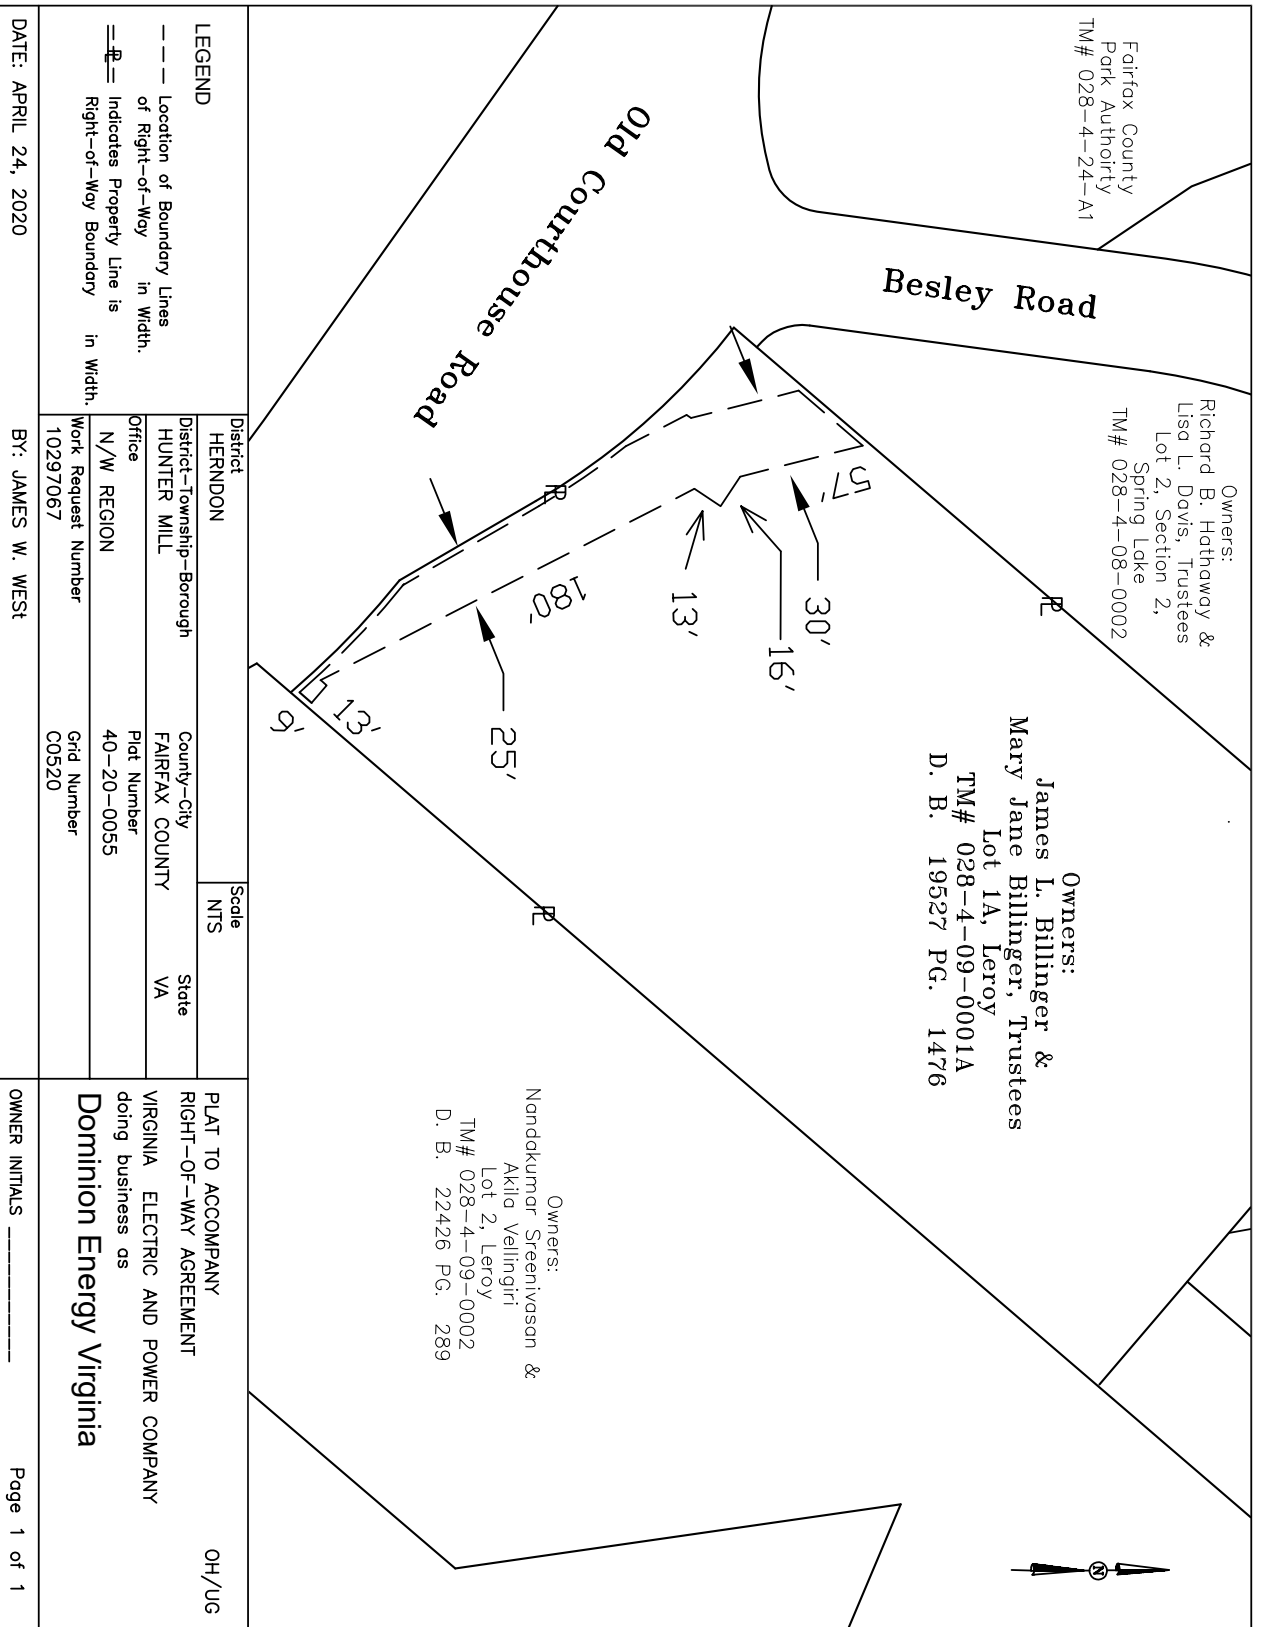 Fairfax County
Park Authoirty
TM# 028-4-24-A1
Besley Road
Old Courthouse Road
Owners:
Richard B. Hathaway &
Lisa L. Davis, Trustees
Lot 2, Section 2,
Spring Lake
TM# 028-4-08-0002
57'
30'
16'
13'
180'
25'
13'
9'
PL
PL
PL
Owners:
James L. Billinger &
Mary Jane Billinger, Trustees
Lot 1A, Leroy
TM# 028-4-09-0001A
D. B. 19527 PG. 1476
Owners:
Nandakumar Sreenivasan &
Akila Vellingiri
Lot 2, Leroy
TM# 028-4-09-0002
D. B. 22426 PG. 289
N
LEGEND
- - - Location of Boundary Lines
of Right-of-Way in Width.
PL Indicates Property Line is
Right-of-Way Boundary in Width.
District
HERNDON
Scale
NTS
District-Township-Borough
HUNTER MILL
County-City
FAIRFAX COUNTY
State
VA
Office
N/W REGION
Plat Number
40-20-0055
Work Request Number
10297067
Grid Number
C0520
PLAT TO ACCOMPANY
RIGHT-OF-WAY AGREEMENT
OH/UG
VIRGINIA ELECTRIC AND POWER COMPANY
doing business as
Dominion Energy Virginia
DATE: APRIL 24, 2020
BY: JAMES W. WESt
OWNER INITIALS __________
Page 1 of 1